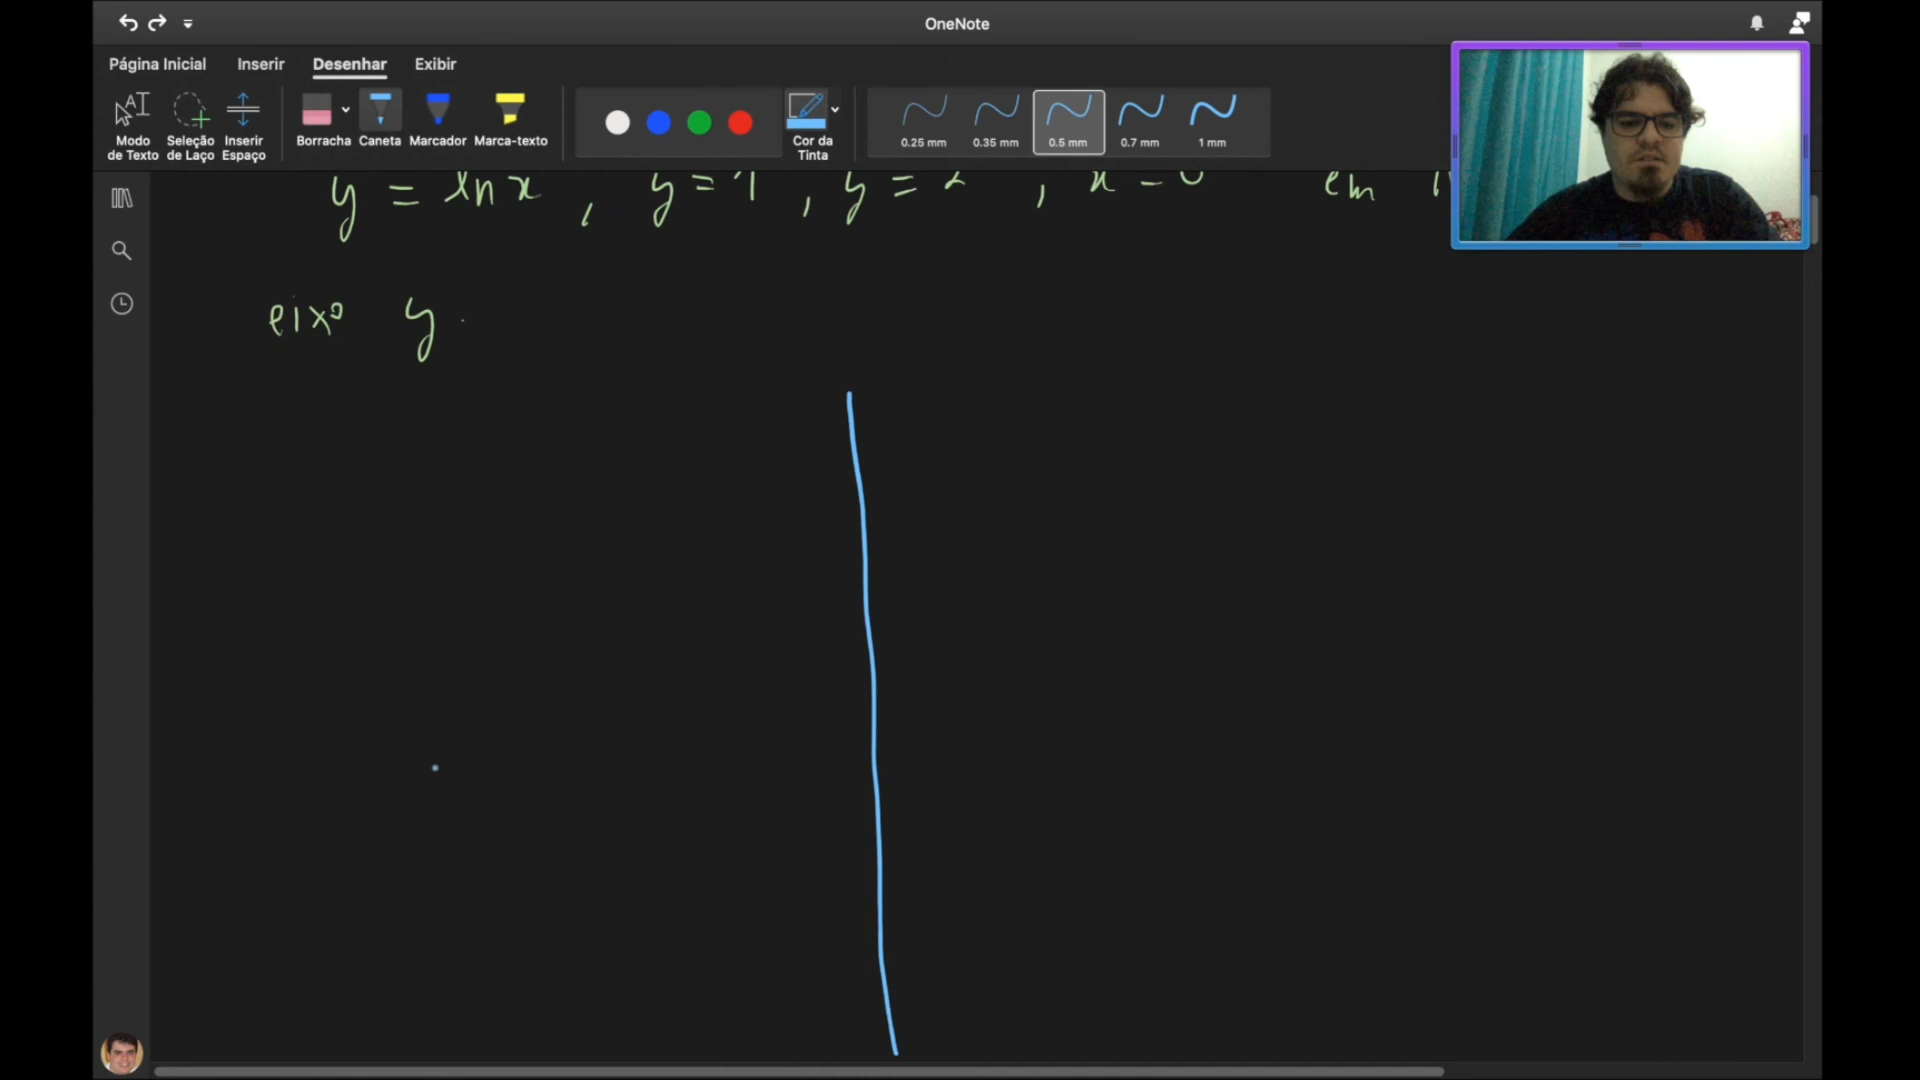 OneNote
Página Inicial Inserir Desenhar Exibir
Modo de Texto
Seleção de Laço
Inserir Espaço
Borracha
Caneta
Marcador
Marca-texto
Cor da Tinta
0.25 mm
0.35 mm
0.5 mm
0.7 mm
1 mm
y = ln x , y = 1 , y = 2 , x = 0 em
eixo y .